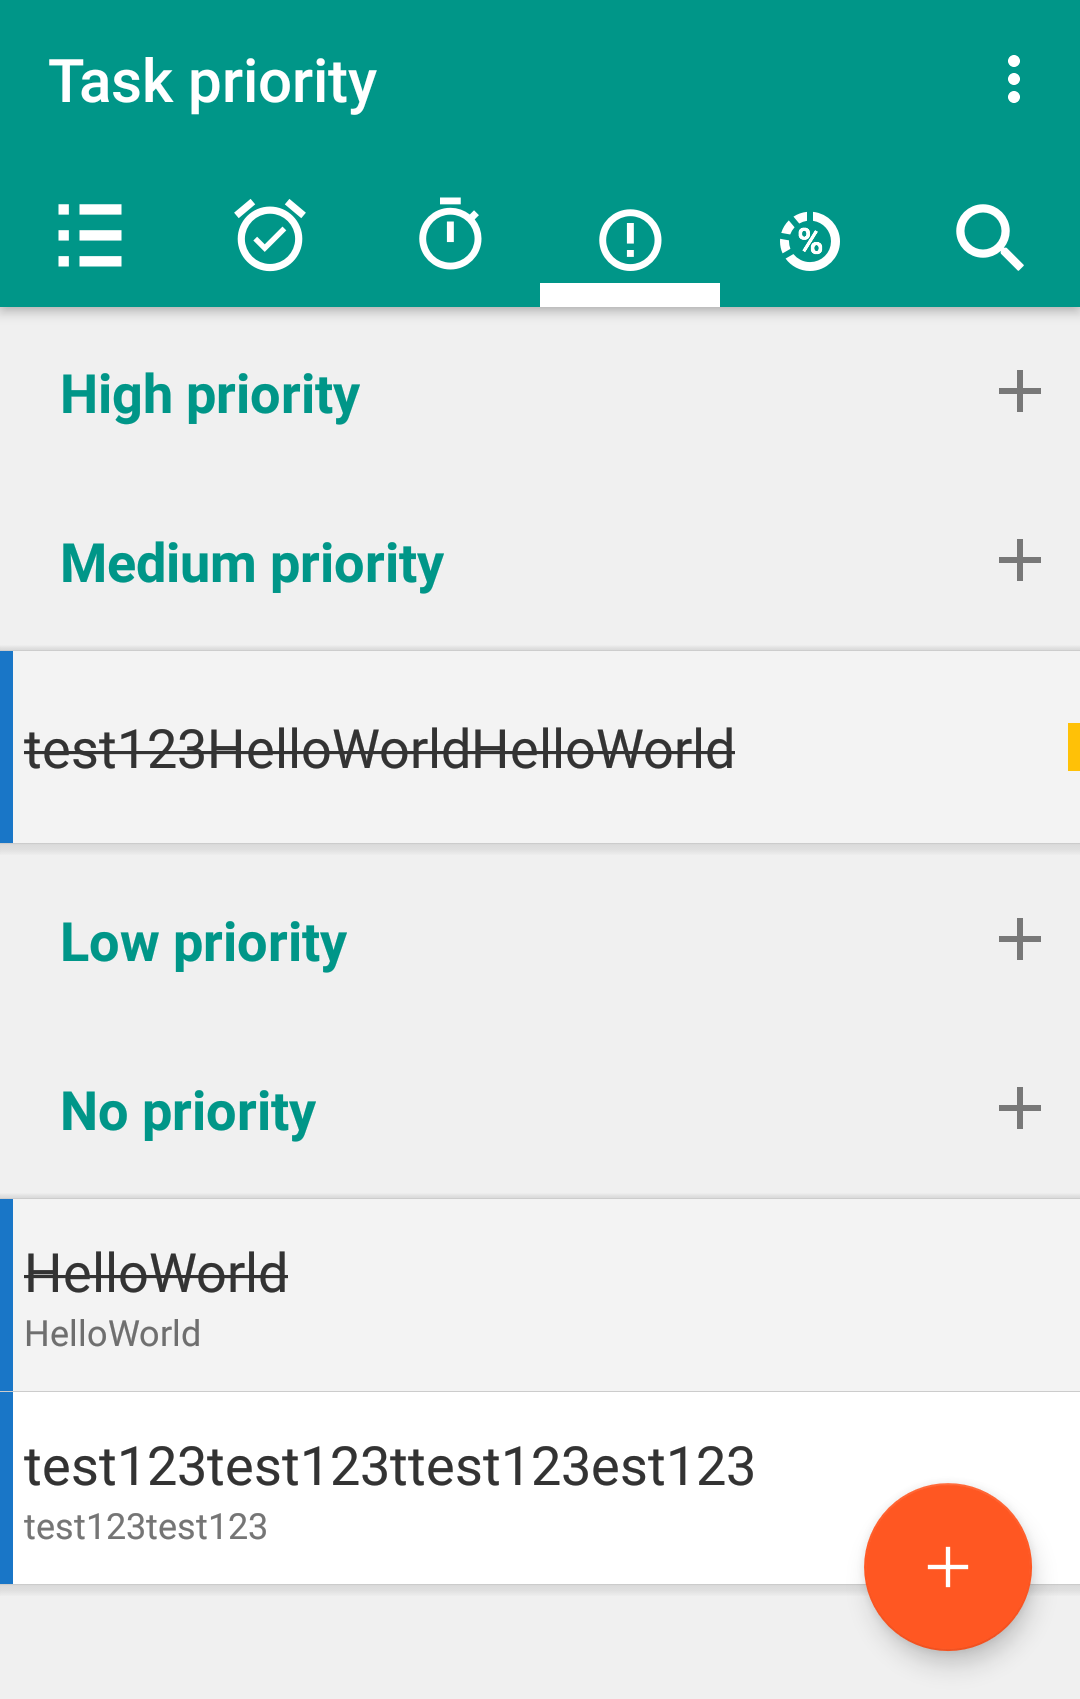 Task priority
High priority
Medium priority
test123HelloWorldHelloWorld
Low priority
No priority
HelloWorld
HelloWorld
test123test123ttest123est123
test123test123